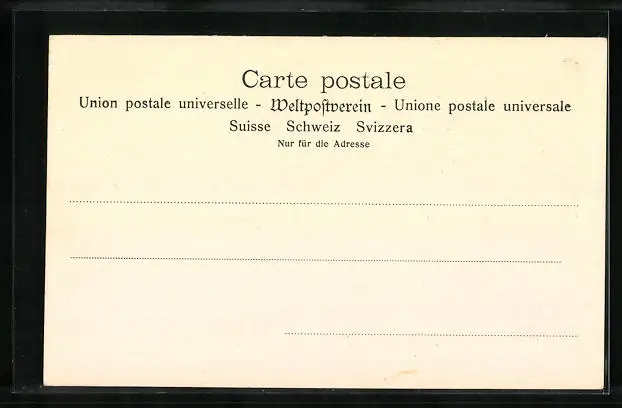 Carte postale
Union postale universelle - Weltpostverein - Unione postale universale
Suisse Schweiz Svizzera
Nur für die Adresse